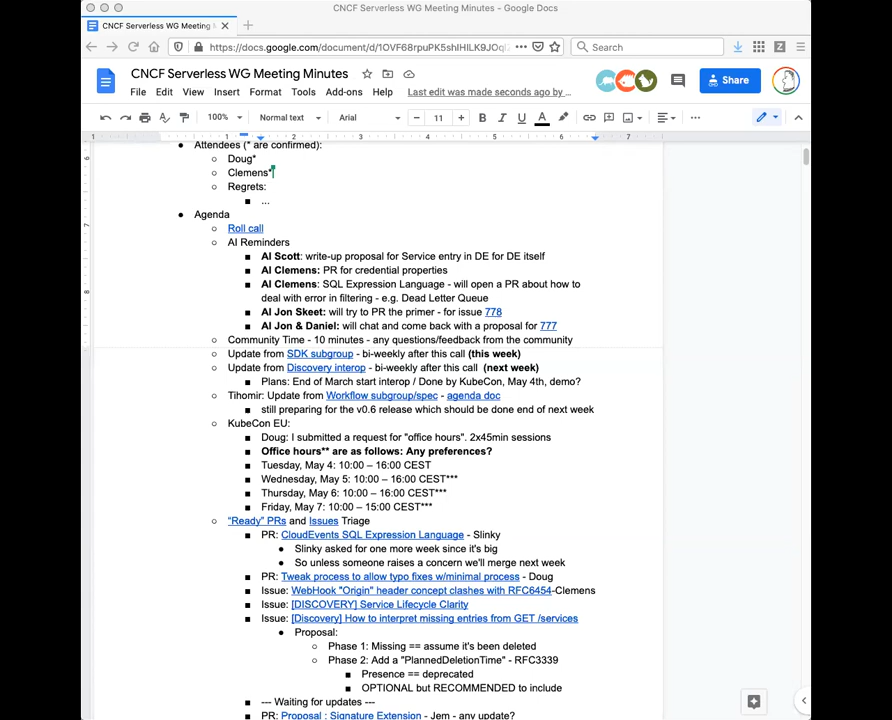 CNCF Serverless WG Meeting Minutes - Google Docs
CNCF Serverless WG Meeting
https://docs.google.com/document/d/1OVF68rpuPK5shIHILK9JOq
Search
CNCF Serverless WG Meeting Minutes
File Edit View Insert Format Tools Add-ons Help Last edit was made seconds ago by ...
Share
100% Normal text Arial 11 B I U A
1 1 2 3 4 5 6 7
Attendees (* are confirmed):
Doug*
Clemens*
Regrets:
...
Agenda
Roll call
AI Reminders
AI Scott: write-up proposal for Service entry in DE for DE itself
AI Clemens: PR for credential properties
AI Clemens: SQL Expression Language - will open a PR about how to
deal with error in filtering - e.g. Dead Letter Queue
AI Jon Skeet: will try to PR the primer - for issue 778
AI Jon & Daniel: will chat and come back with a proposal for 777
Community Time - 10 minutes - any questions/feedback from the community
Update from SDK subgroup - bi-weekly after this call (this week)
Update from Discovery interop - bi-weekly after this call (next week)
Plans: End of March start interop / Done by KubeCon, May 4th, demo?
Tihomir: Update from Workflow subgroup/spec - agenda doc
still preparing for the v0.6 release which should be done end of next week
KubeCon EU:
Doug: I submitted a request for "office hours". 2x45min sessions
Office hours** are as follows: Any preferences?
Tuesday, May 4: 10:00 – 16:00 CEST
Wednesday, May 5: 10:00 – 16:00 CEST***
Thursday, May 6: 10:00 – 16:00 CEST***
Friday, May 7: 10:00 – 15:00 CEST***
"Ready" PRs and Issues Triage
PR: CloudEvents SQL Expression Language - Slinky
Slinky asked for one more week since it's big
So unless someone raises a concern we'll merge next week
PR: Tweak process to allow typo fixes w/minimal process - Doug
Issue: WebHook "Origin" header concept clashes with RFC6454-Clemens
Issue: [DISCOVERY] Service Lifecycle Clarity
Issue: [Discovery] How to interpret missing entries from GET /services
Proposal:
Phase 1: Missing == assume it's been deleted
Phase 2: Add a "PlannedDeletionTime" - RFC3339
Presence == deprecated
OPTIONAL but RECOMMENDED to include
--- Waiting for updates ---
PR: Proposal : Signature Extension - Jem - any update?